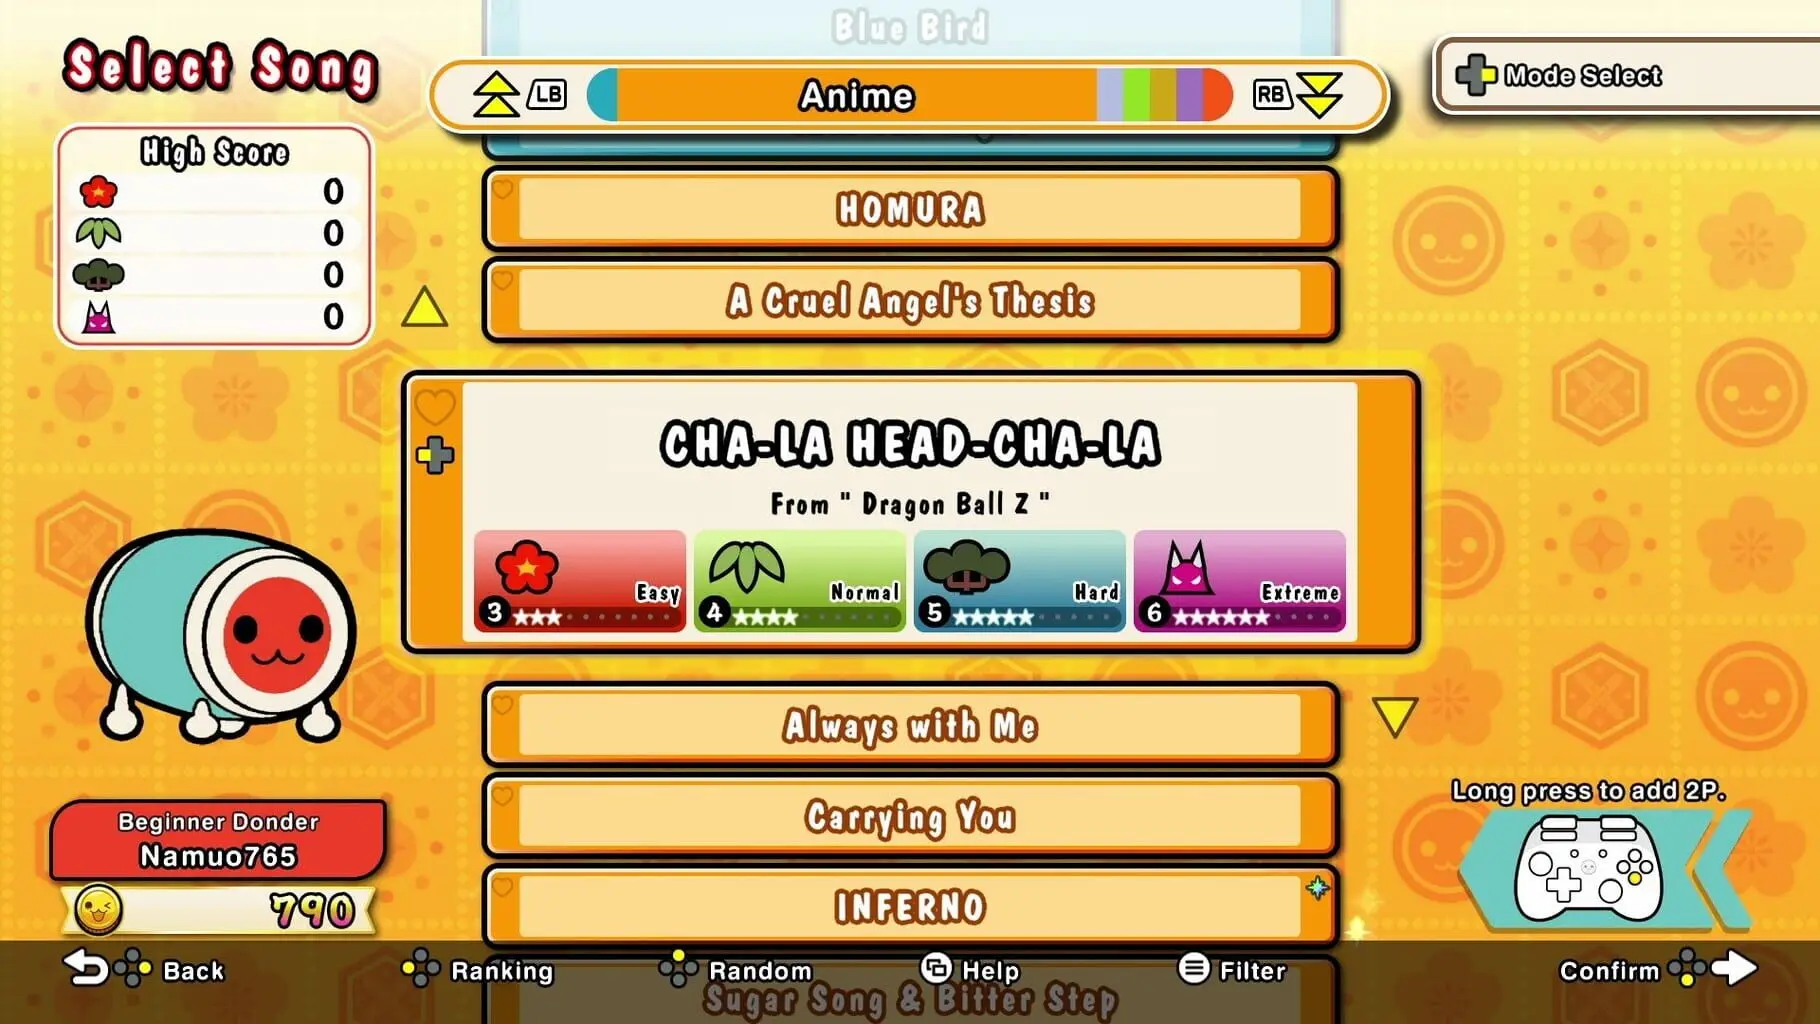 Blue Bird
Select Song
LB
Anime
RB
Mode Select
High Score
0
0
0
0
HOMURA
A Cruel Angel's Thesis
CHA-LA HEAD-CHA-LA
From " Dragon Ball Z "
Easy
3 ★★★
Normal
4 ★★★★
Hard
5 ★★★★★
Extreme
6 ★★★★★★
Always with Me
Carrying You
INFERNO
Sugar Song & Bitter Step
Beginner Donder
Namuo765
790
Long press to add 2P.
Back
Ranking
Random
Help
Filter
Confirm